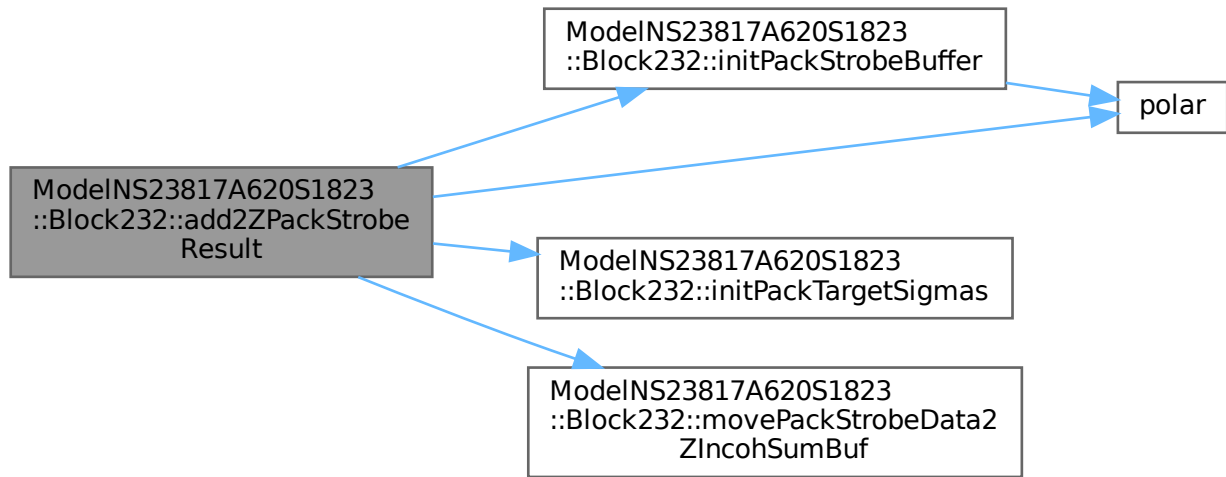 ModelNS23817A620S1823
::Block232::initPackStrobeBuffer
polar
ModelNS23817A620S1823
::Block232::add2ZPackStrobe
Result
ModelNS23817A620S1823
::Block232::initPackTargetSigmas
ModelNS23817A620S1823
::Block232::movePackStrobeData2
ZIncohSumBuf